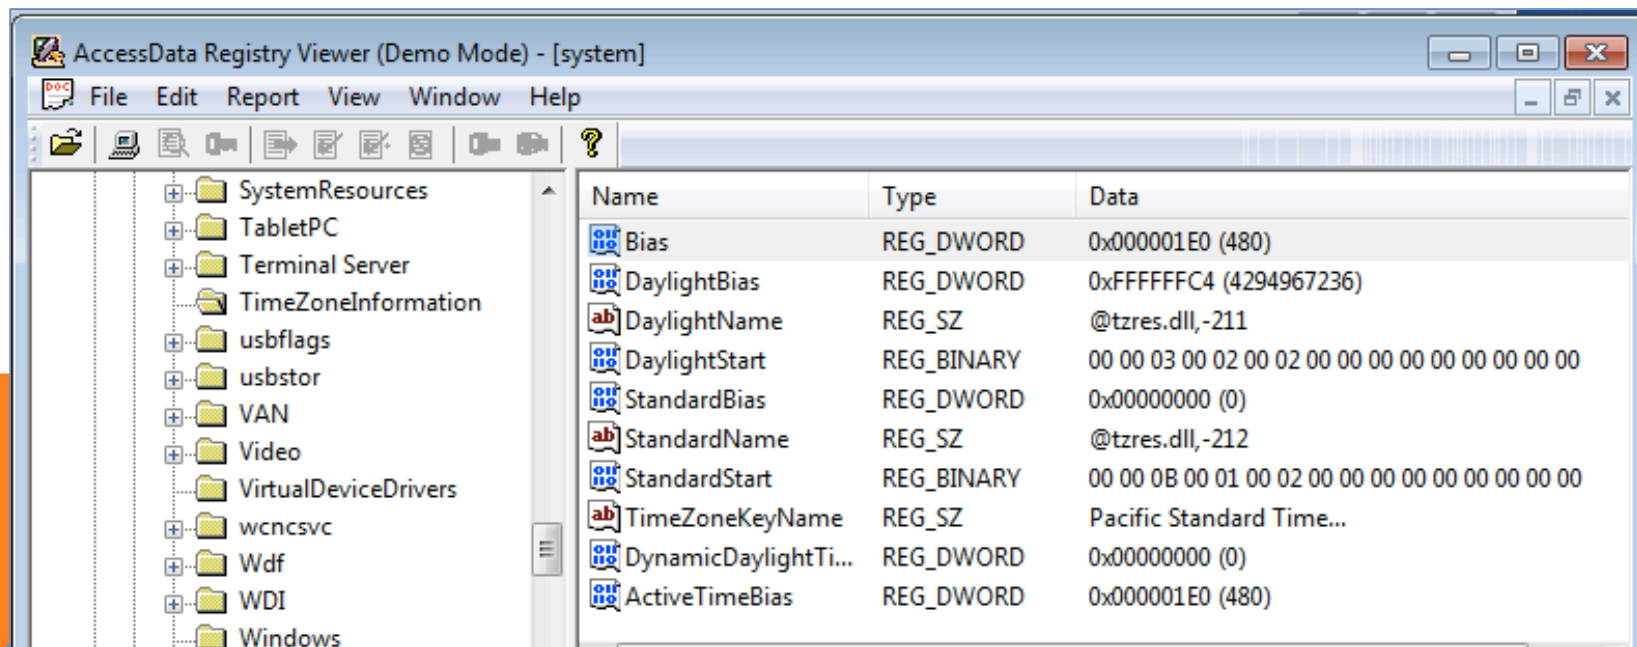 AccessData Registry Viewer (Demo Mode) - [system]
File Edit Report View Window Help
SystemResources
TabletPC
Terminal Server
TimeZoneInformation
usbflags
usbstor
VAN
Video
VirtualDeviceDrivers
wcncsvc
Wdf
WDI
Windows
Name Type Data
Bias REG_DWORD 0x000001E0 (480)
DaylightBias REG_DWORD 0xFFFFFFC4 (4294967236)
DaylightName REG_SZ @tzres.dll,-211
DaylightStart REG_BINARY 00 00 03 00 02 00 02 00 00 00 00 00 00 00 00 00
StandardBias REG_DWORD 0x00000000 (0)
StandardName REG_SZ @tzres.dll,-212
StandardStart REG_BINARY 00 00 0B 00 01 00 02 00 00 00 00 00 00 00 00 00
TimeZoneKeyName REG_SZ Pacific Standard Time...
DynamicDaylightTi... REG_DWORD 0x00000000 (0)
ActiveTimeBias REG_DWORD 0x000001E0 (480)